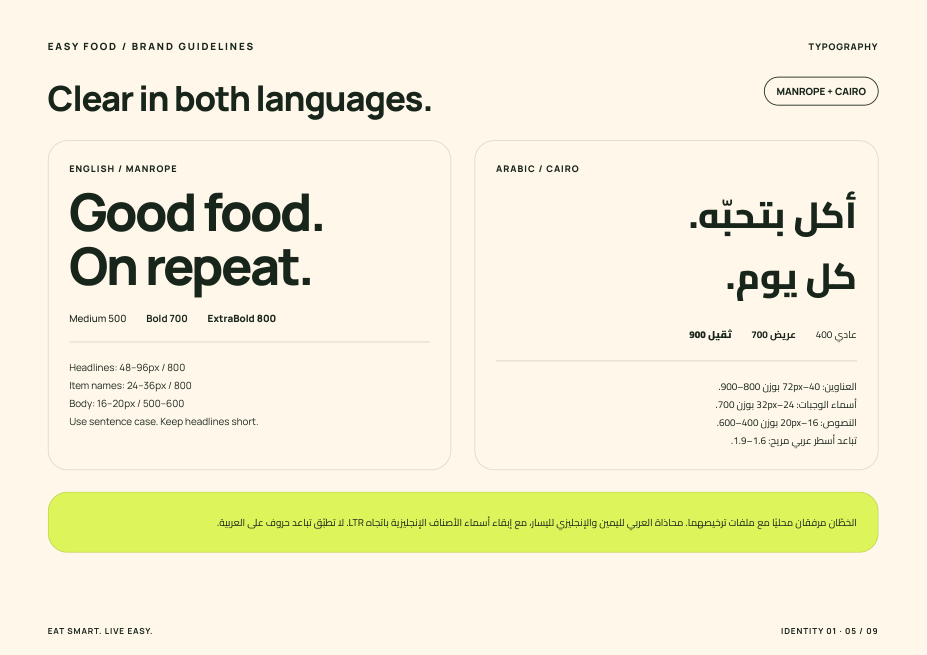 EASY FOOD / BRAND GUIDELINES
TYPOGRAPHY
Clear in both languages.
MANROPE + CAIRO
ENGLISH / MANROPE
Good food.
On repeat.
Medium 500 Bold 700 ExtraBold 800
Headlines: 48–96px / 800
Item names: 24–36px / 800
Body: 16–20px / 500–600
Use sentence case. Keep headlines short.
ARABIC / CAIRO
أكل بتحبّه.
كل يوم.
عادي 400 عريض 700 ثقيل 900
العناوين: 40–72px بوزن 800–900.
أسماء الوجبات: 24–32px بوزن 700.
النصوص: 16–20px بوزن 400–600.
تباعد أسطر عربي مريح: 1.6–1.9.
الخطّان مرفقان محليًا مع ملفات ترخيصهما. محاذاة العربي لليمين والإنجليزي لليسار، مع إبقاء أسماء الأصناف الإنجليزية باتجاه LTR. لا تطبّق تباعد حروف على العربية.
EAT SMART. LIVE EASY.
IDENTITY 01 · 05 / 09